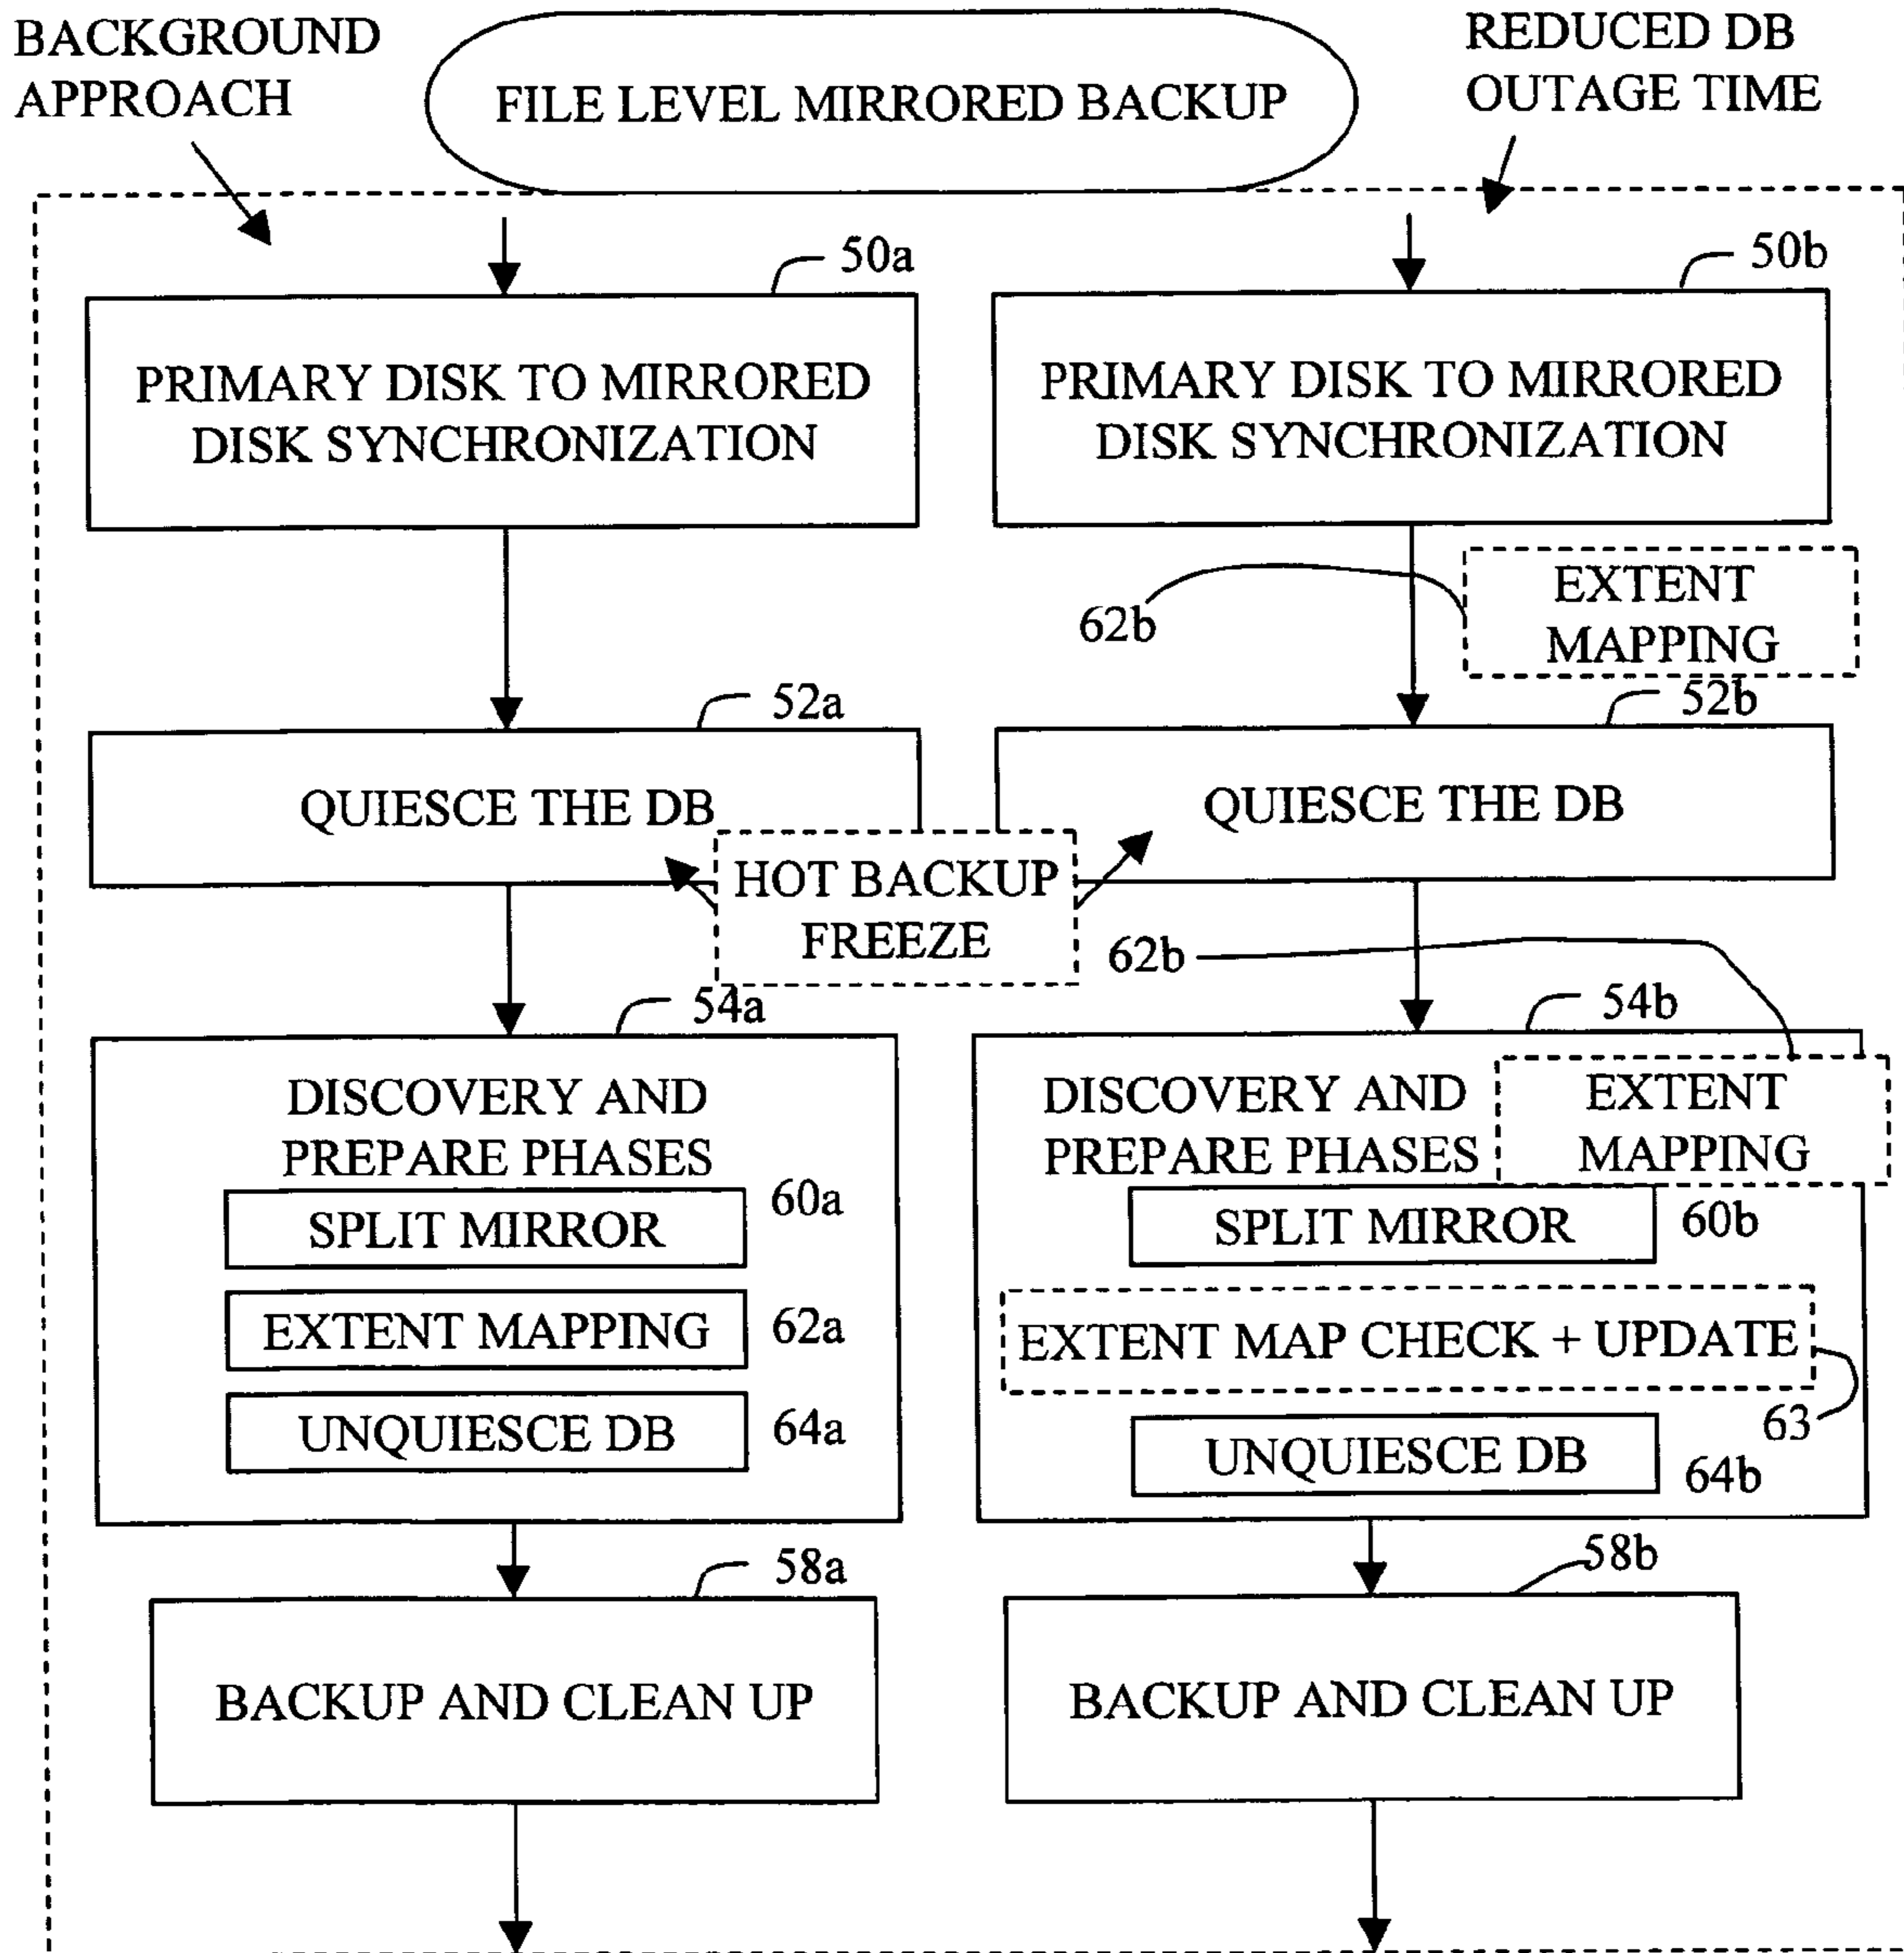 BACKGROUND
APPROACH
FILE LEVEL MIRRORED BACKUP
REDUCED DB
OUTAGE TIME
50a
50b
PRIMARY DISK TO MIRRORED
DISK SYNCHRONIZATION
PRIMARY DISK TO MIRRORED
DISK SYNCHRONIZATION
62b
EXTENT
MAPPING
52a
52b
QUIESCE THE DB
QUIESCE THE DB
HOT BACKUP
FREEZE
62b
54a
54b
DISCOVERY AND
PREPARE PHASES
60a
SPLIT MIRROR
EXTENT MAPPING
62a
UNQUIESCE DB
64a
DISCOVERY AND
PREPARE PHASES
EXTENT
MAPPING
SPLIT MIRROR
60b
EXTENT MAP CHECK + UPDATE
63
UNQUIESCE DB
64b
58a
58b
BACKUP AND CLEAN UP
BACKUP AND CLEAN UP